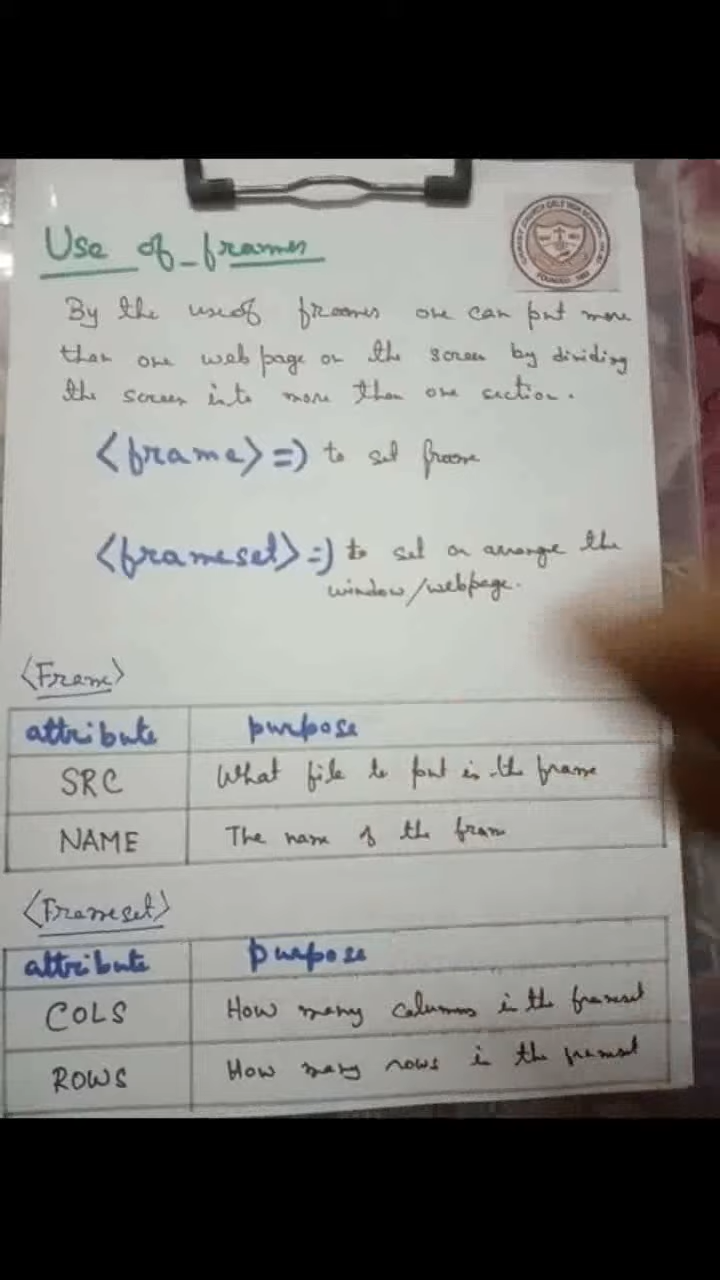 Use of frames
By the use of frames one can put more
than one web page on the screen by dividing
the screen into more than one section.
<frame> => to set frame
<frameset> => to set or arrange the
window/webpage.
<Frame>
attribute purpose
SRC What file to put in the frame
NAME The name of the fram
<Frameset>
attribute purpose
COLS How many columns in the frameset
ROWS How many rows in the frameset